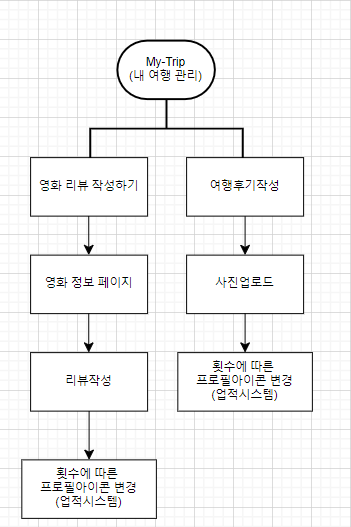 My-Trip
(내 여행 관리)
영화 리뷰 작성하기
여행후기작성
영화 정보 페이지
사진업로드
리뷰작성
횟수에 따른
프로필아이콘 변경
(업적시스템)
횟수에 따른
프로필아이콘 변경
(업적시스템)